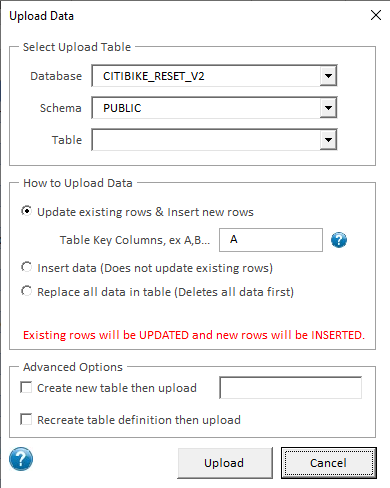 Upload Data
Select Upload Table
Database CITIBIKE_RESET_V2
Schema PUBLIC
Table
How to Upload Data
Update existing rows & Insert new rows
Table Key Columns, ex A,B... A ?
Insert data (Does not update existing rows)
Replace all data in table (Deletes all data first)
Existing rows will be UPDATED and new rows will be INSERTED.
Advanced Options
Create new table then upload
Recreate table definition then upload
? Upload Cancel